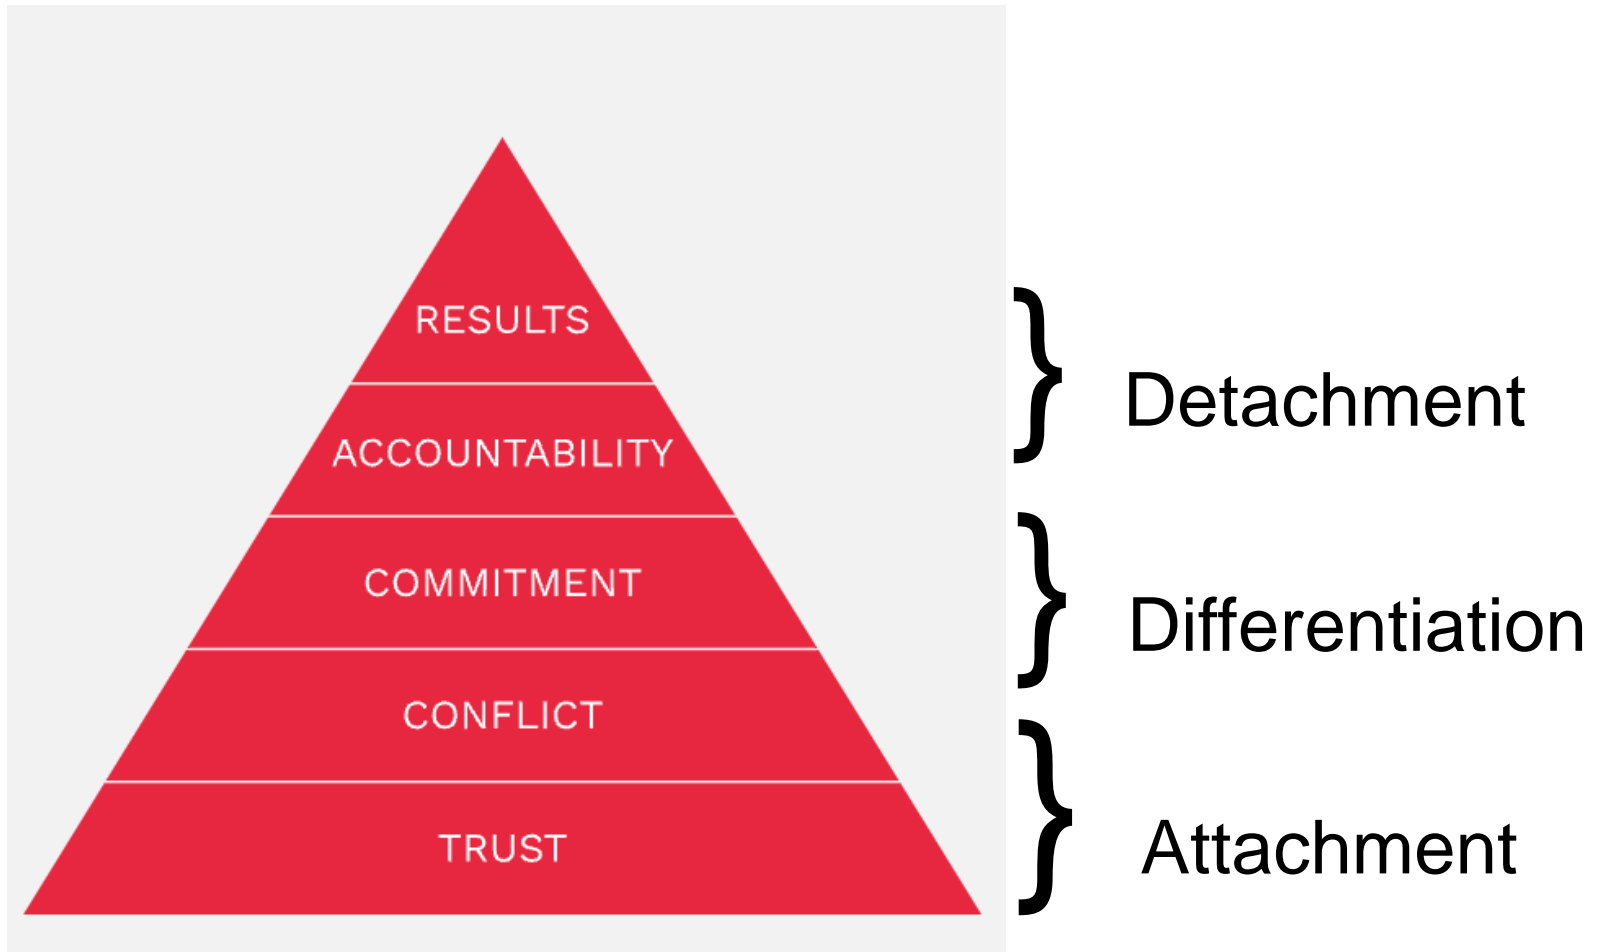 RESULTS
ACCOUNTABILITY
COMMITMENT
CONFLICT
TRUST
} Detachment
} Differentiation
} Attachment